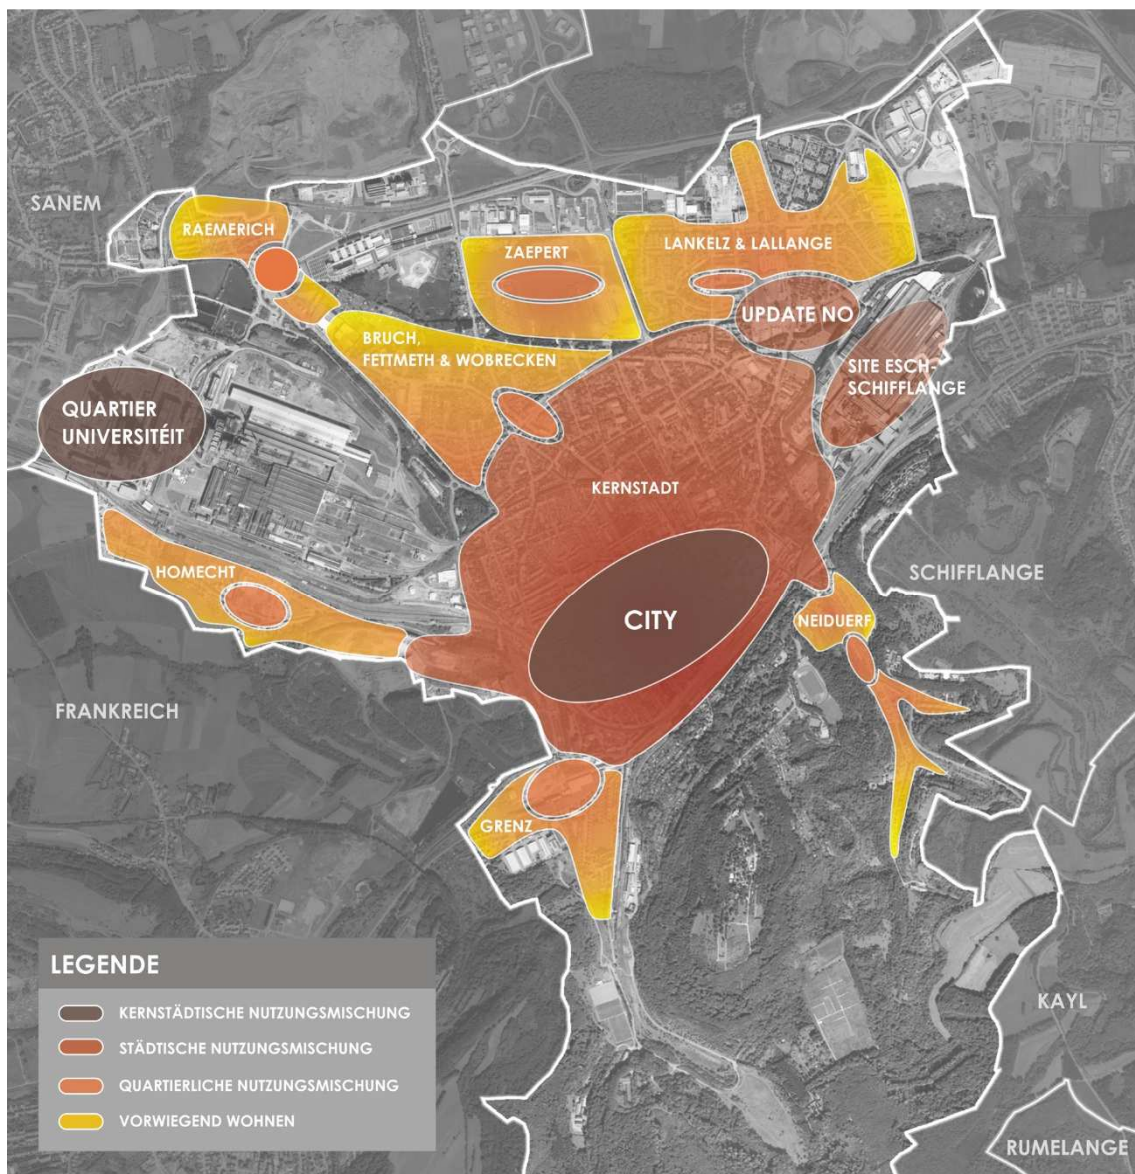 SANEM
RAEMERICH
ZAEPERT
LANKELZ & LALLANGE
UPDATE NO
BRUCH,
FETTMETH & WOBRECKEN
SITE ESCH-
SCHIFFLANGE
QUARTIER
UNIVERSITÉIT
KERNSTADT
HOMECHT
SCHIFFLANGE
CITY
NEIDUERF
FRANKREICH
GRENZ
LEGENDE
KERNSTÄDTISCHE NUTZUNGSMISCHUNG
STÄDTISCHE NUTZUNGSMISCHUNG
QUARTIERLICHE NUTZUNGSMISCHUNG
VORWIEGEND WOHNEN
KAYL
RUMELANGE